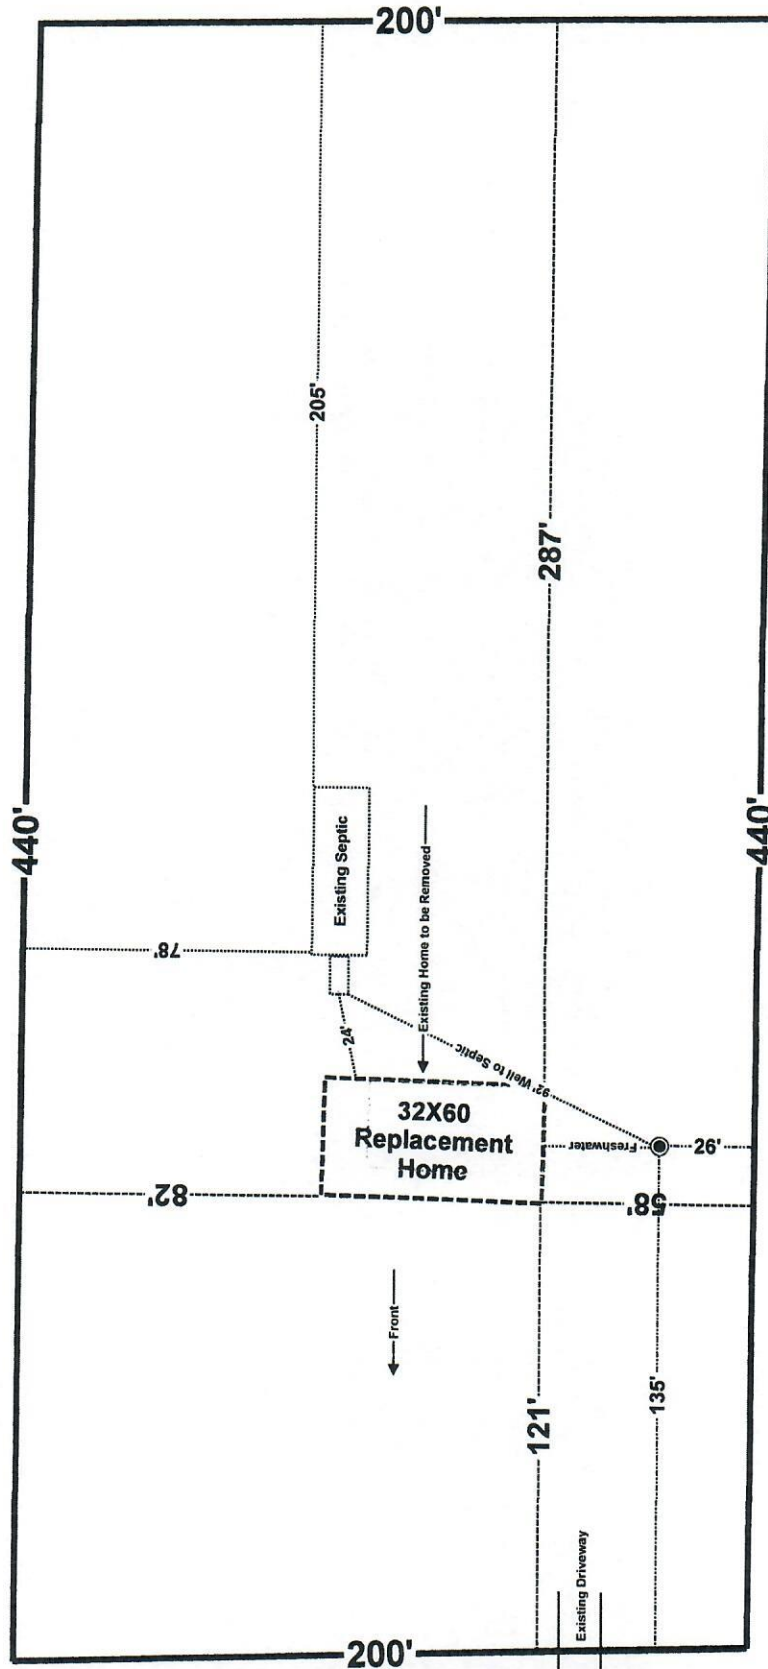 200'
205'
287'
440'
440'
Existing Septic
Existing Home to be Removed
78'
24'
92' Well to Septic
32X60
Replacement
Home
Freshwater
26'
82'
58'
Front
121'
135'
Existing Driveway
200'